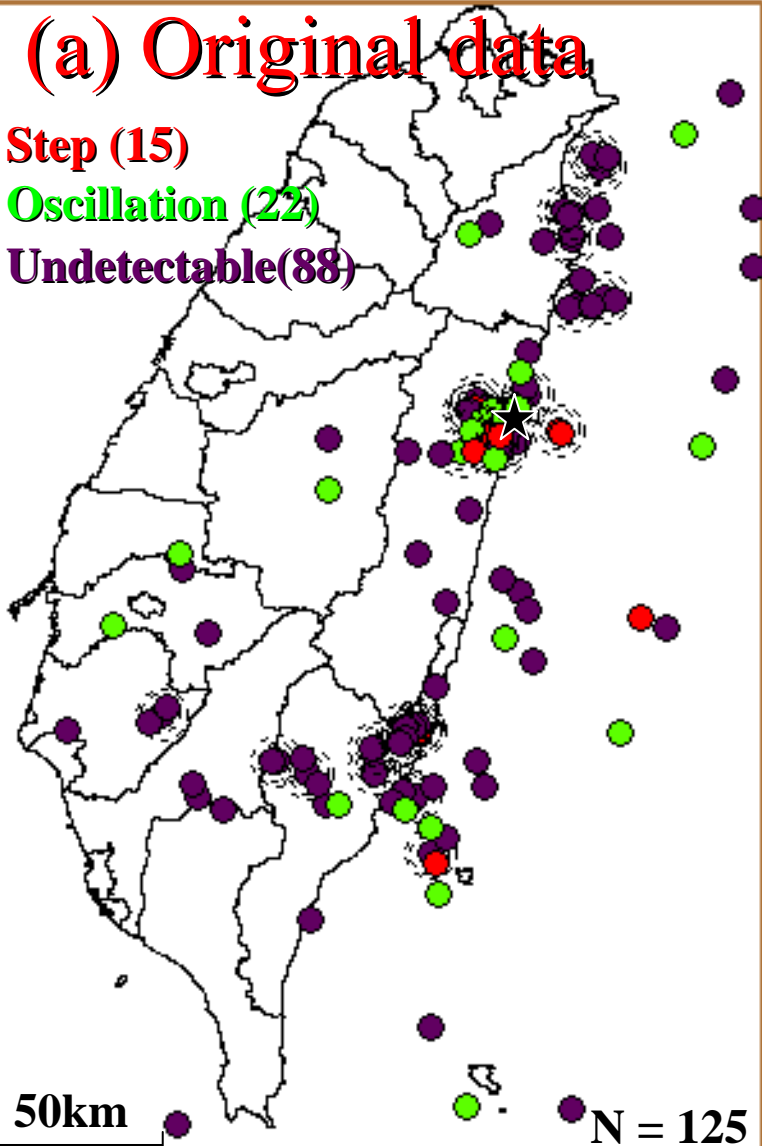 (a) Original data
Step (15)
Oscillation (22)
Undetectable(88)
50km
N = 125